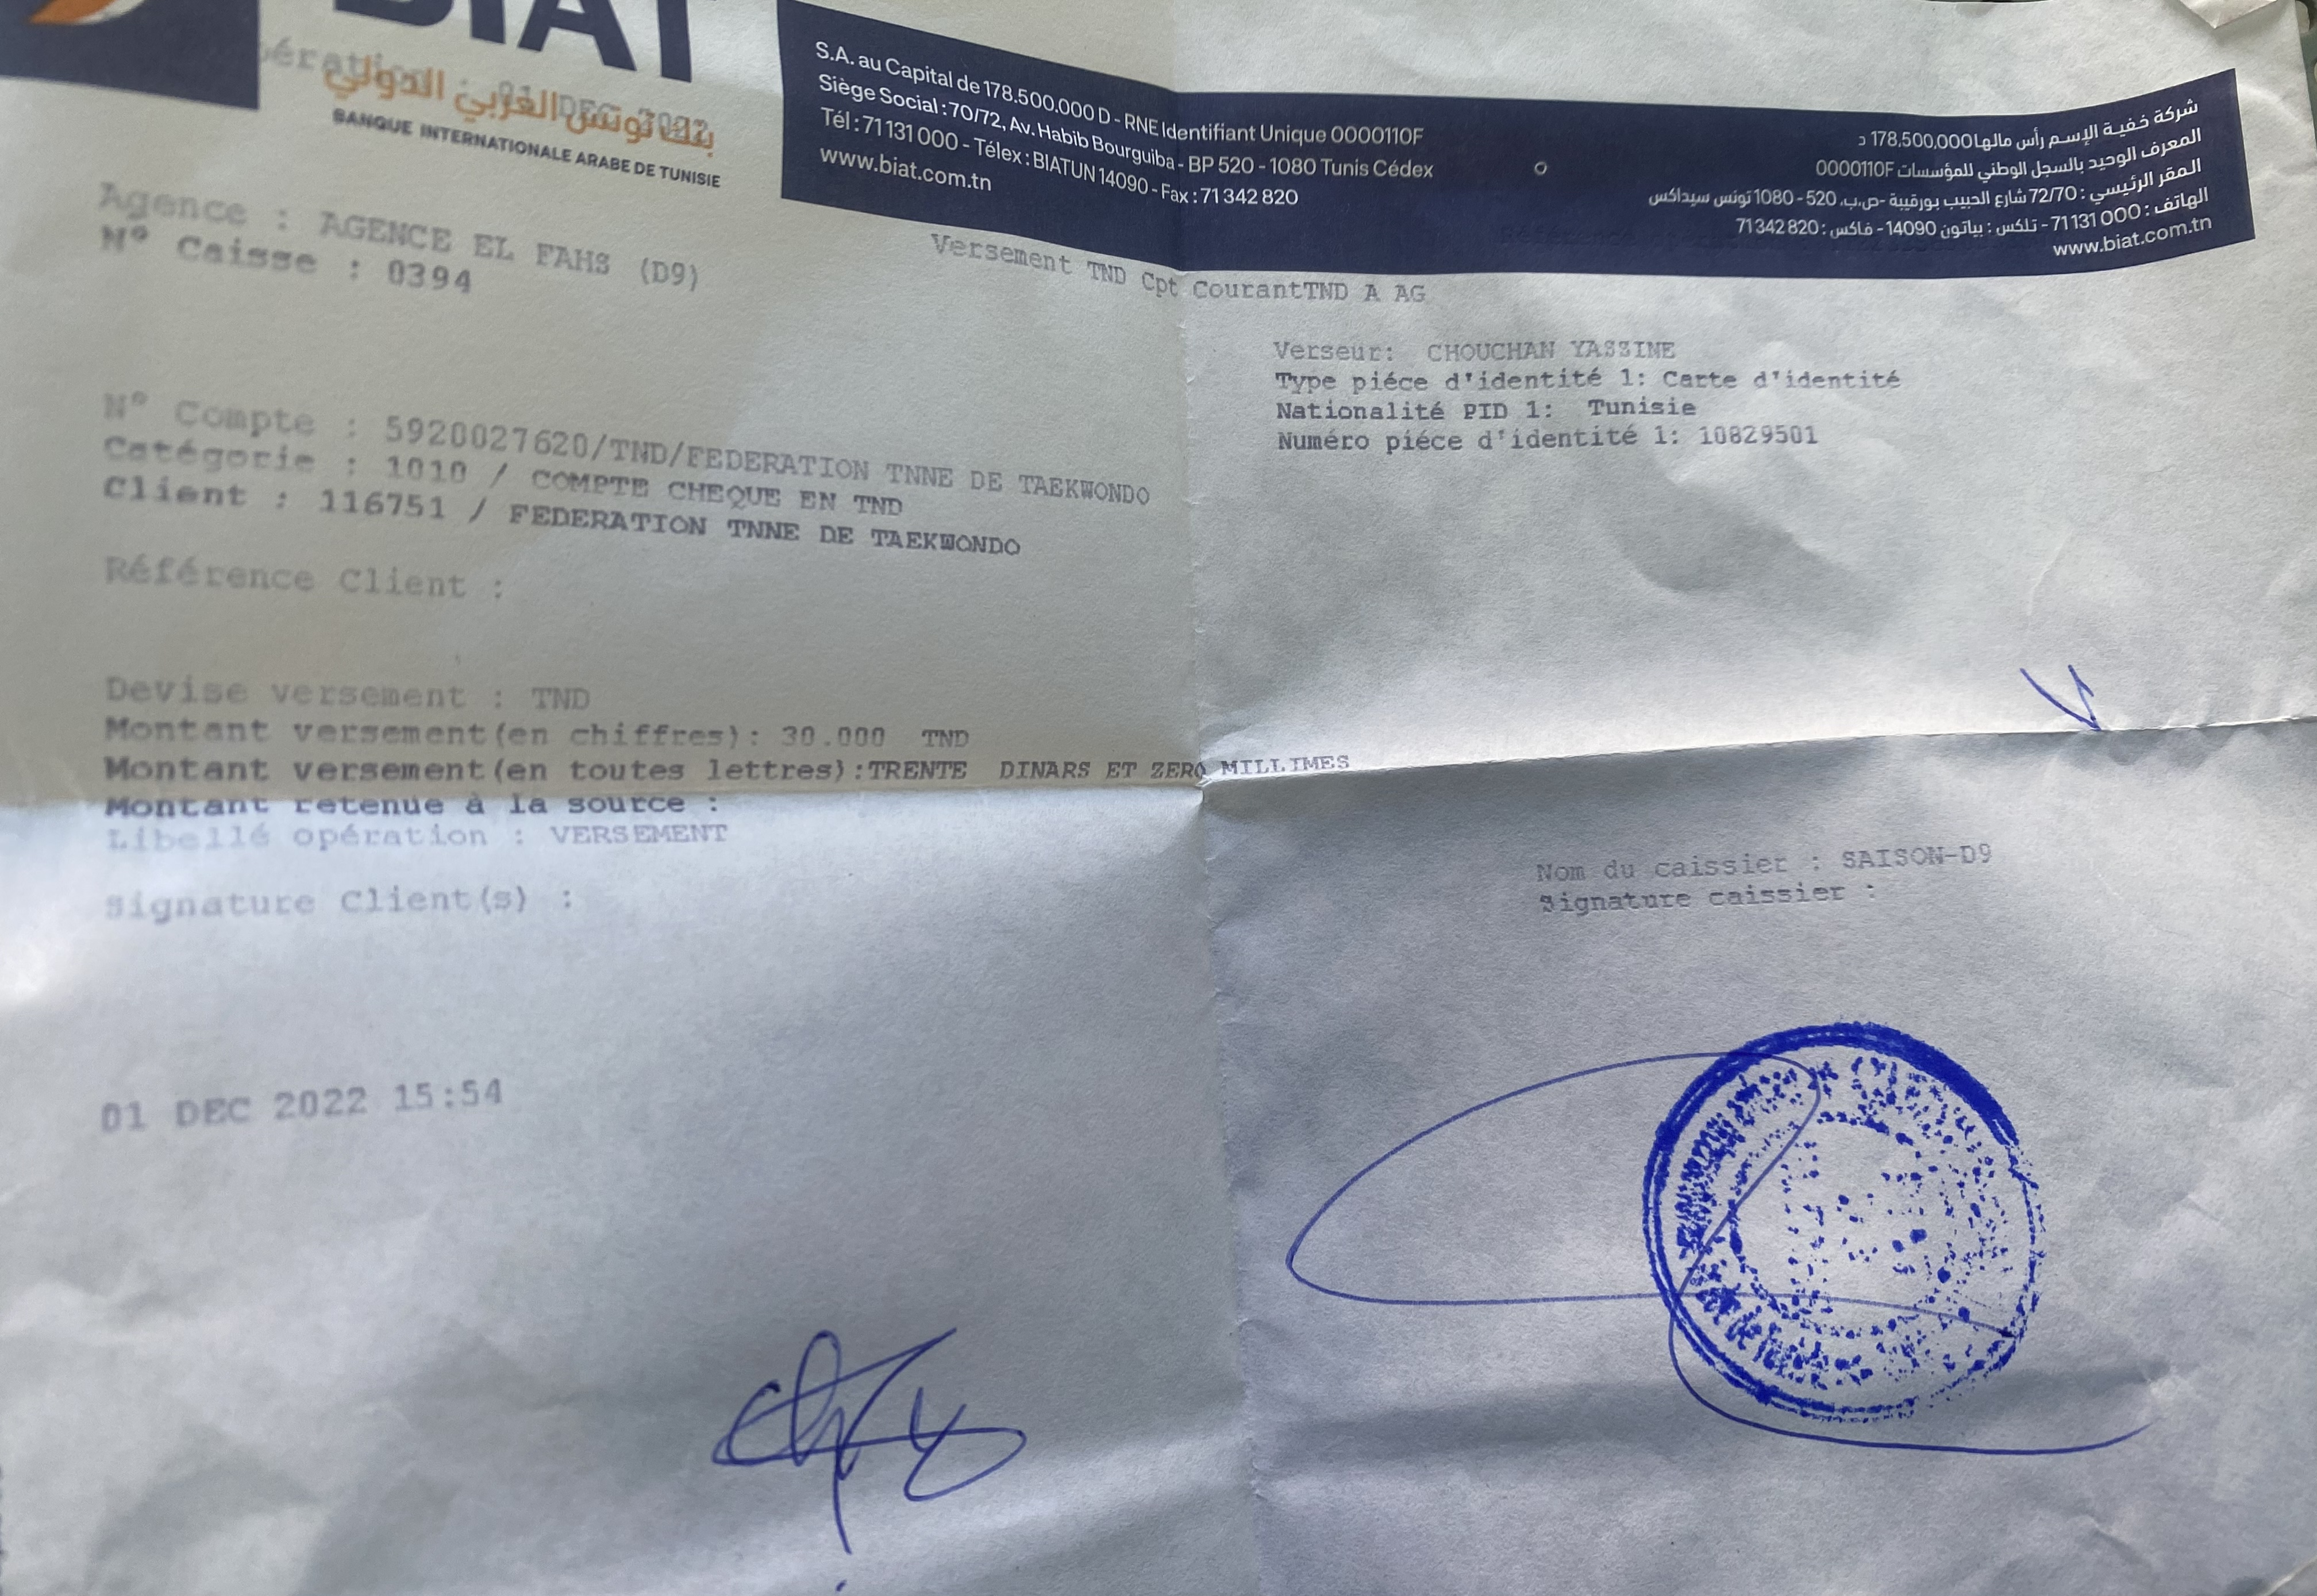 BIAT
opération : 01 DEC 2022
بنك تونس العربي الدولي
BANQUE INTERNATIONALE ARABE DE TUNISIE
S.A. au Capital de 178.500.000 D - RNE Identifiant Unique 0000110F
Siège Social : 70/72, Av. Habib Bourguiba - BP 520 - 1080 Tunis Cédex
Tél : 71 131 000 - Télex : BIATUN 14090 - Fax : 71 342 820
www.biat.com.tn
شركة خفية الإسم رأس مالها 178.500.000 د
المعرف الوحيد بالسجل الوطني للمؤسسات 0000110F
المقر الرئيسي : 72/70 شارع الحبيب بورقيبة -ص.ب. 520 - 1080 تونس سيداكس
الهاتف : 71 131 000 - تلكس : بياتون 14090 - فاكس : 71 342 820
www.biat.com.tn
Agence : AGENCE EL FAHS (D9)
N° Caisse : 0394
Versement TND Cpt CourantTND A AG
Verseur: CHOUCHAN YASSINE
Type piéce d'identité 1: Carte d'identité
Nationalité PID 1: Tunisie
Numéro piéce d'identité 1: 10829501
N° Compte : 5920027620/TND/FEDERATION TNNE DE TAEKWONDO
Catégorie : 1010 / COMPTE CHEQUE EN TND
Client : 116751 / FEDERATION TNNE DE TAEKWONDO
Référence Client :
Devise versement : TND
Montant versement(en chiffres): 30.000 TND
Montant versement(en toutes lettres):TRENTE DINARS ET ZERO MILLIMES
Montant retenue à la source :
Libellé opération : VERSEMENT
Signature Client(s) :
Nom du caissier : SAISON-D9
Signature caissier :
01 DEC 2022 15:54